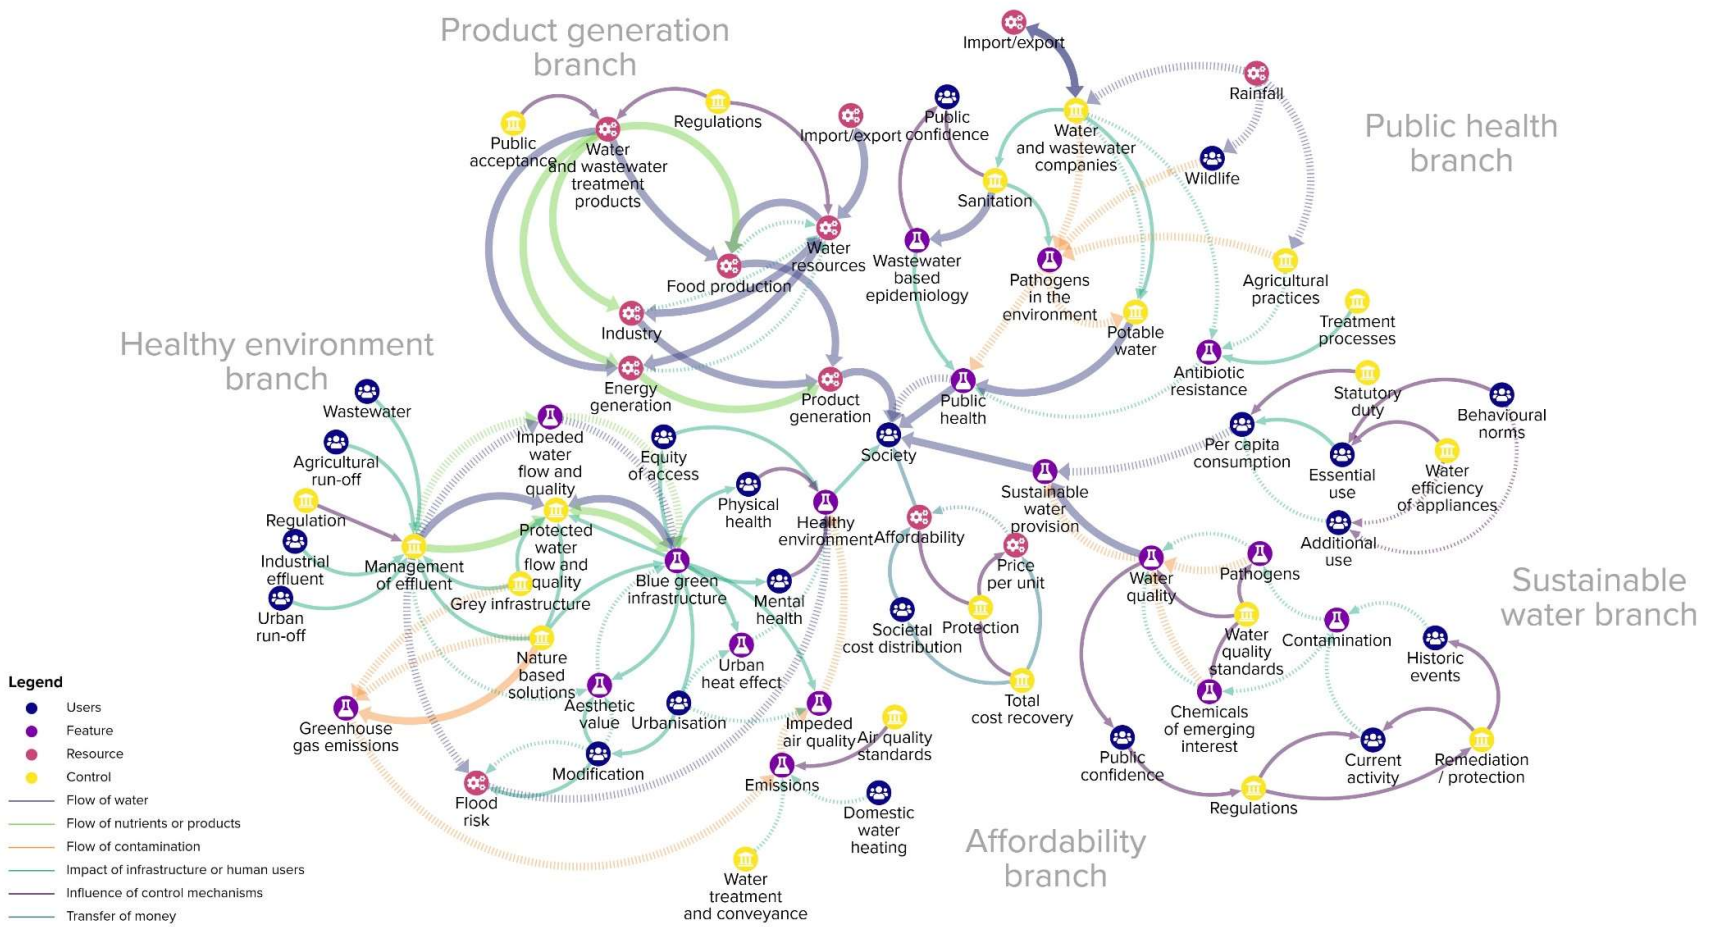 Product generation
branch
Import/export
Rainfall
Public health
branch
Public
acceptance
Water
and wastewater
treatment
products
Regulations
Import/export
Public
confidence
Water
and wastewater
companies
Wildlife
Sanitation
Water
resources
Food production
Wastewater
based
epidemiology
Pathogens
in the
environment
Agricultural
practices
Treatment
processes
Industry
Potable
water
Antibiotic
resistance
Energy
generation
Product
generation
Public
health
Society
Healthy environment
branch
Wastewater
Agricultural
run-off
Regulation
Industrial
effluent
Urban
run-off
Management
of effluent
Impeded
water
flow and
quality
Protected
water
flow and
quality
Equity
of access
Physical
health
Healthy
environment
Grey infrastructure
Blue green
infrastructure
Mental
health
Nature
based
solutions
Urban
heat effect
Aesthetic
value
Urbanisation
Impeded
air quality
Air quality
standards
Greenhouse
gas emissions
Modification
Flood
risk
Emissions
Domestic
water
heating
Water
treatment
and conveyance
Statutory
duty
Behavioural
norms
Per capita
consumption
Essential
use
Water
efficiency
of appliances
Additional
use
Sustainable
water
provision
Affordability
Price
per unit
Societal
cost distribution
Protection
Total
cost recovery
Affordability
branch
Water
quality
Pathogens
Water
quality
standards
Contamination
Historic
events
Chemicals
of emerging
interest
Public
confidence
Regulations
Current
activity
Remediation
/ protection
Sustainable
water branch
Legend
Users
Feature
Resource
Control
Flow of water
Flow of nutrients or products
Flow of contamination
Impact of infrastructure or human users
Influence of control mechanisms
Transfer of money